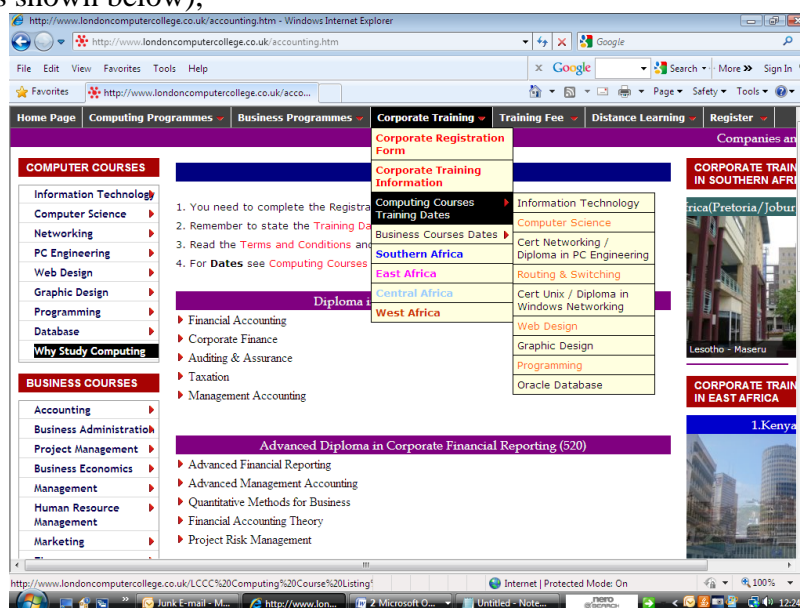 s shown below),
http://www.londoncomputercollege.co.uk/accounting.htm - Windows Internet Explorer
http://www.londoncomputercollege.co.uk/accounting.htm
Google
File Edit View Favorites Tools Help
x Google Search More >> Sign In
Favorites http://www.londoncomputercollege.co.uk/acco... Page Safety Tools
Home Page Computing Programmes Business Programmes Corporate Training Training Fee Distance Learning Register
Companies an
COMPUTER COURSES
Information Technology
Computer Science
Networking
PC Engineering
Web Design
Graphic Design
Programming
Database
Why Study Computing
BUSINESS COURSES
Accounting
Business Administration
Project Management
Business Economics
Management
Human Resource
Management
Marketing
1. You need to complete the Registra
2. Remember to state the Training Da
3. Read the Terms and Conditions and
4. For Dates see Computing Courses
Diploma i
Financial Accounting
Corporate Finance
Auditing & Assurance
Taxation
Management Accounting
Advanced Diploma in Corporate Financial Reporting (520)
Advanced Financial Reporting
Advanced Management Accounting
Quantitative Methods for Business
Financial Accounting Theory
Project Risk Management
Corporate Registration
Form
Corporate Training
Information
Computing Courses
Training Dates
Business Courses Dates
Southern Africa
East Africa
Central Africa
West Africa
Information Technology
Computer Science
Cert Networking /
Diploma in PC Engineering
Routing & Switching
Cert Unix / Diploma in
Windows Networking
Web Design
Graphic Design
Programming
Oracle Database
CORPORATE TRAIN
IN SOUTHERN AFRI
rica(Pretoria/Jobur
Lesotho - Maseru
CORPORATE TRAIN
IN EAST AFRICA
1.Kenya
http://www.londoncomputercollege.co.uk/LCCC%20Computing%20Course%20Listing
Internet | Protected Mode: On
100%
Junk E-mail - M...
http://www.lon...
2 Microsoft O...
Untitled - Note...
nero
SEARCH
12:24